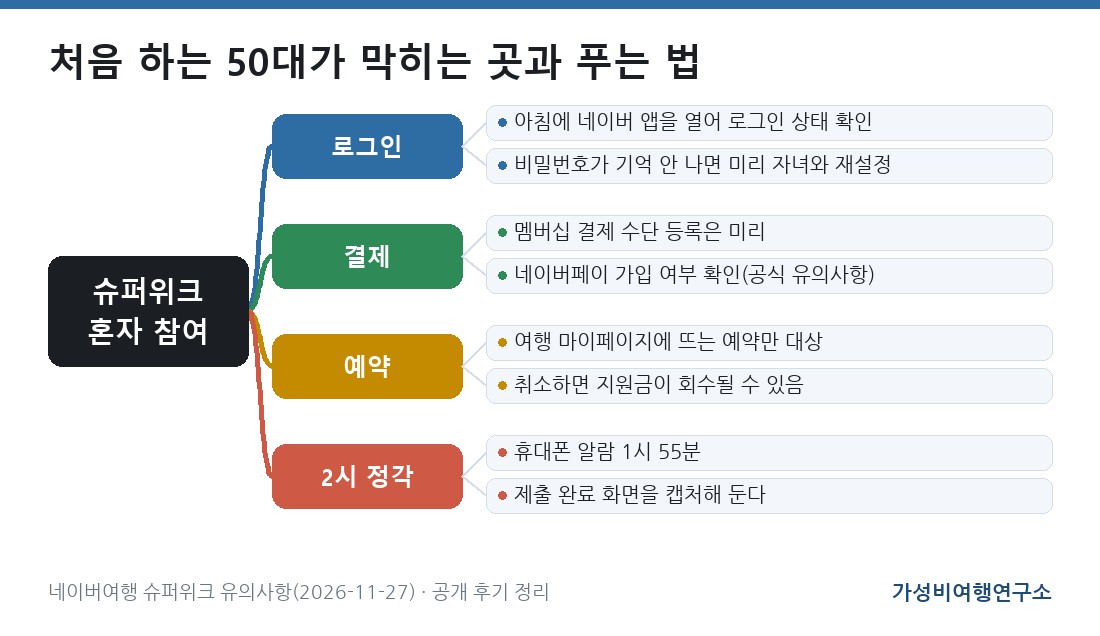 처음 하는 50대가 막히는 곳과 푸는 법
슈퍼위크
혼자 참여
로그인
아침에 네이버 앱을 열어 로그인 상태 확인
비밀번호가 기억 안 나면 미리 자녀와 재설정
결제
멤버십 결제 수단 등록은 미리
네이버페이 가입 여부 확인(공식 유의사항)
예약
여행 마이페이지에 뜨는 예약만 대상
취소하면 지원금이 회수될 수 있음
2시 정각
휴대폰 알람 1시 55분
제출 완료 화면을 캡처해 둔다
네이버여행 슈퍼위크 유의사항(2026-11-27) · 공개 후기 정리
가성비여행연구소